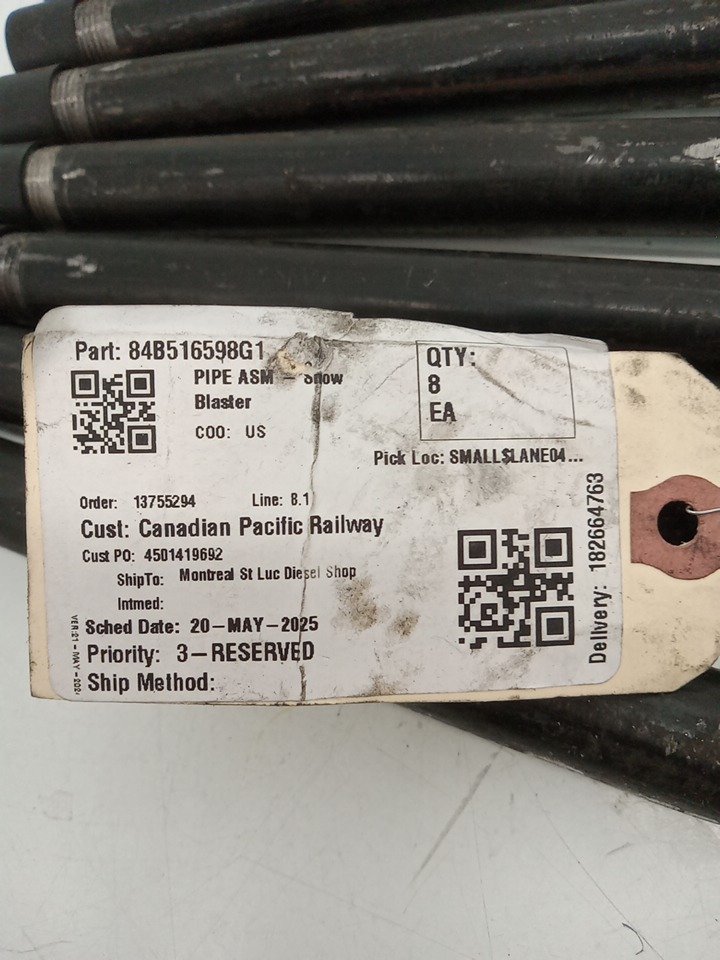 Part: 84B516598G1
PIPE ASM - Snow
Blaster
COO: US
QTY:
8
EA
Pick Loc: SMALL$LANE04...
Order: 13755294 Line: 8.1
Cust: Canadian Pacific Railway
Cust PO: 4501419692
ShipTo: Montreal St Luc Diesel Shop
Intmed:
Sched Date: 20-MAY-2025
Priority: 3-RESERVED
Ship Method:
Delivery: 182664763